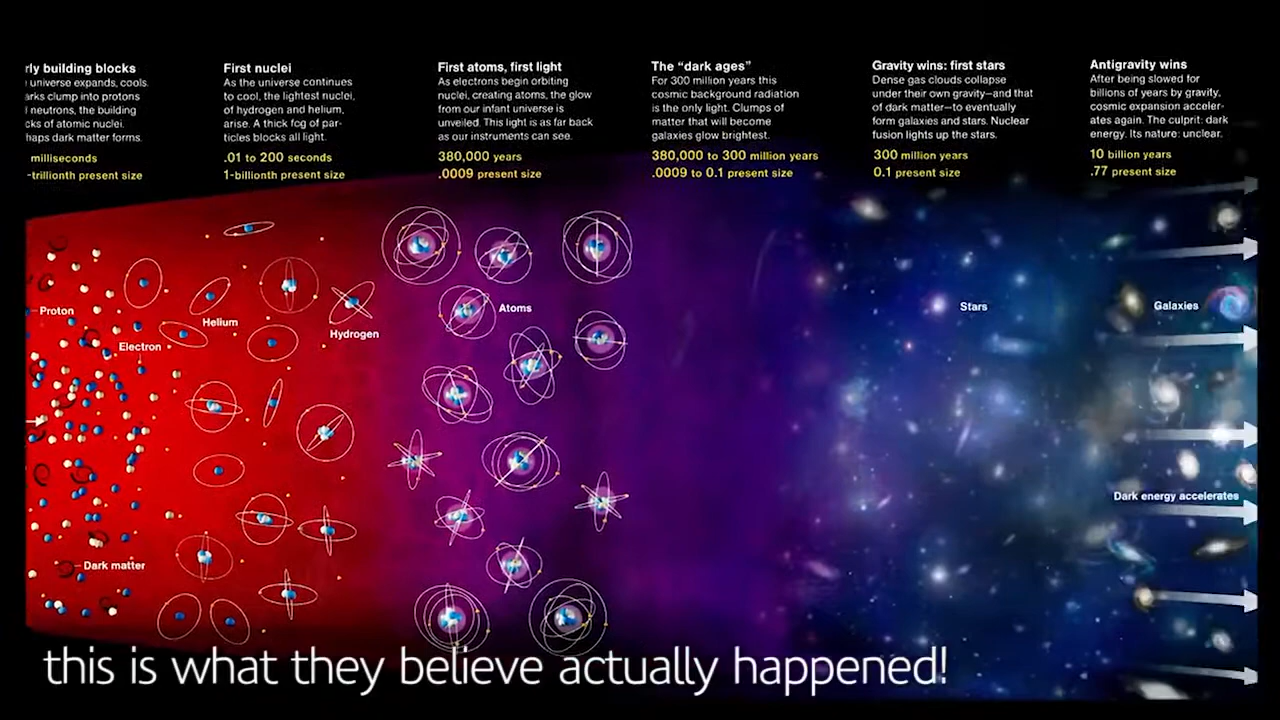 rly building blocks
universe expands, cools.
arks clump into protons
neutrons, the building
cks of atomic nuclei.
haps dark matter forms.
milliseconds
-trillionth present size
First nuclei
As the universe continues
to cool, the lightest nuclei,
of hydrogen and helium,
arise. A thick fog of par-
ticles blocks all light.
.01 to 200 seconds
1-billionth present size
First atoms, first light
As electrons begin orbiting
nuclei, creating atoms, the glow
from our infant universe is
unveiled. This light is as far back
as our instruments can see.
380,000 years
.0009 present size
The “dark ages”
For 300 million years this
cosmic background radiation
is the only light. Clumps of
matter that will become
galaxies glow brightest.
380,000 to 300 million years
.0009 to 0.1 present size
Gravity wins: first stars
Dense gas clouds collapse
under their own gravity—and that
of dark matter—to eventually
form galaxies and stars. Nuclear
fusion lights up the stars.
300 million years
0.1 present size
Antigravity wins
After being slowed for
billions of years by gravity,
cosmic expansion acceler-
ates again. The culprit: dark
energy. Its nature: unclear.
10 billion years
.77 present size
Proton
Electron
Helium
Hydrogen
Atoms
Stars
Galaxies
Dark energy accelerates
Dark matter
this is what they believe actually happened!